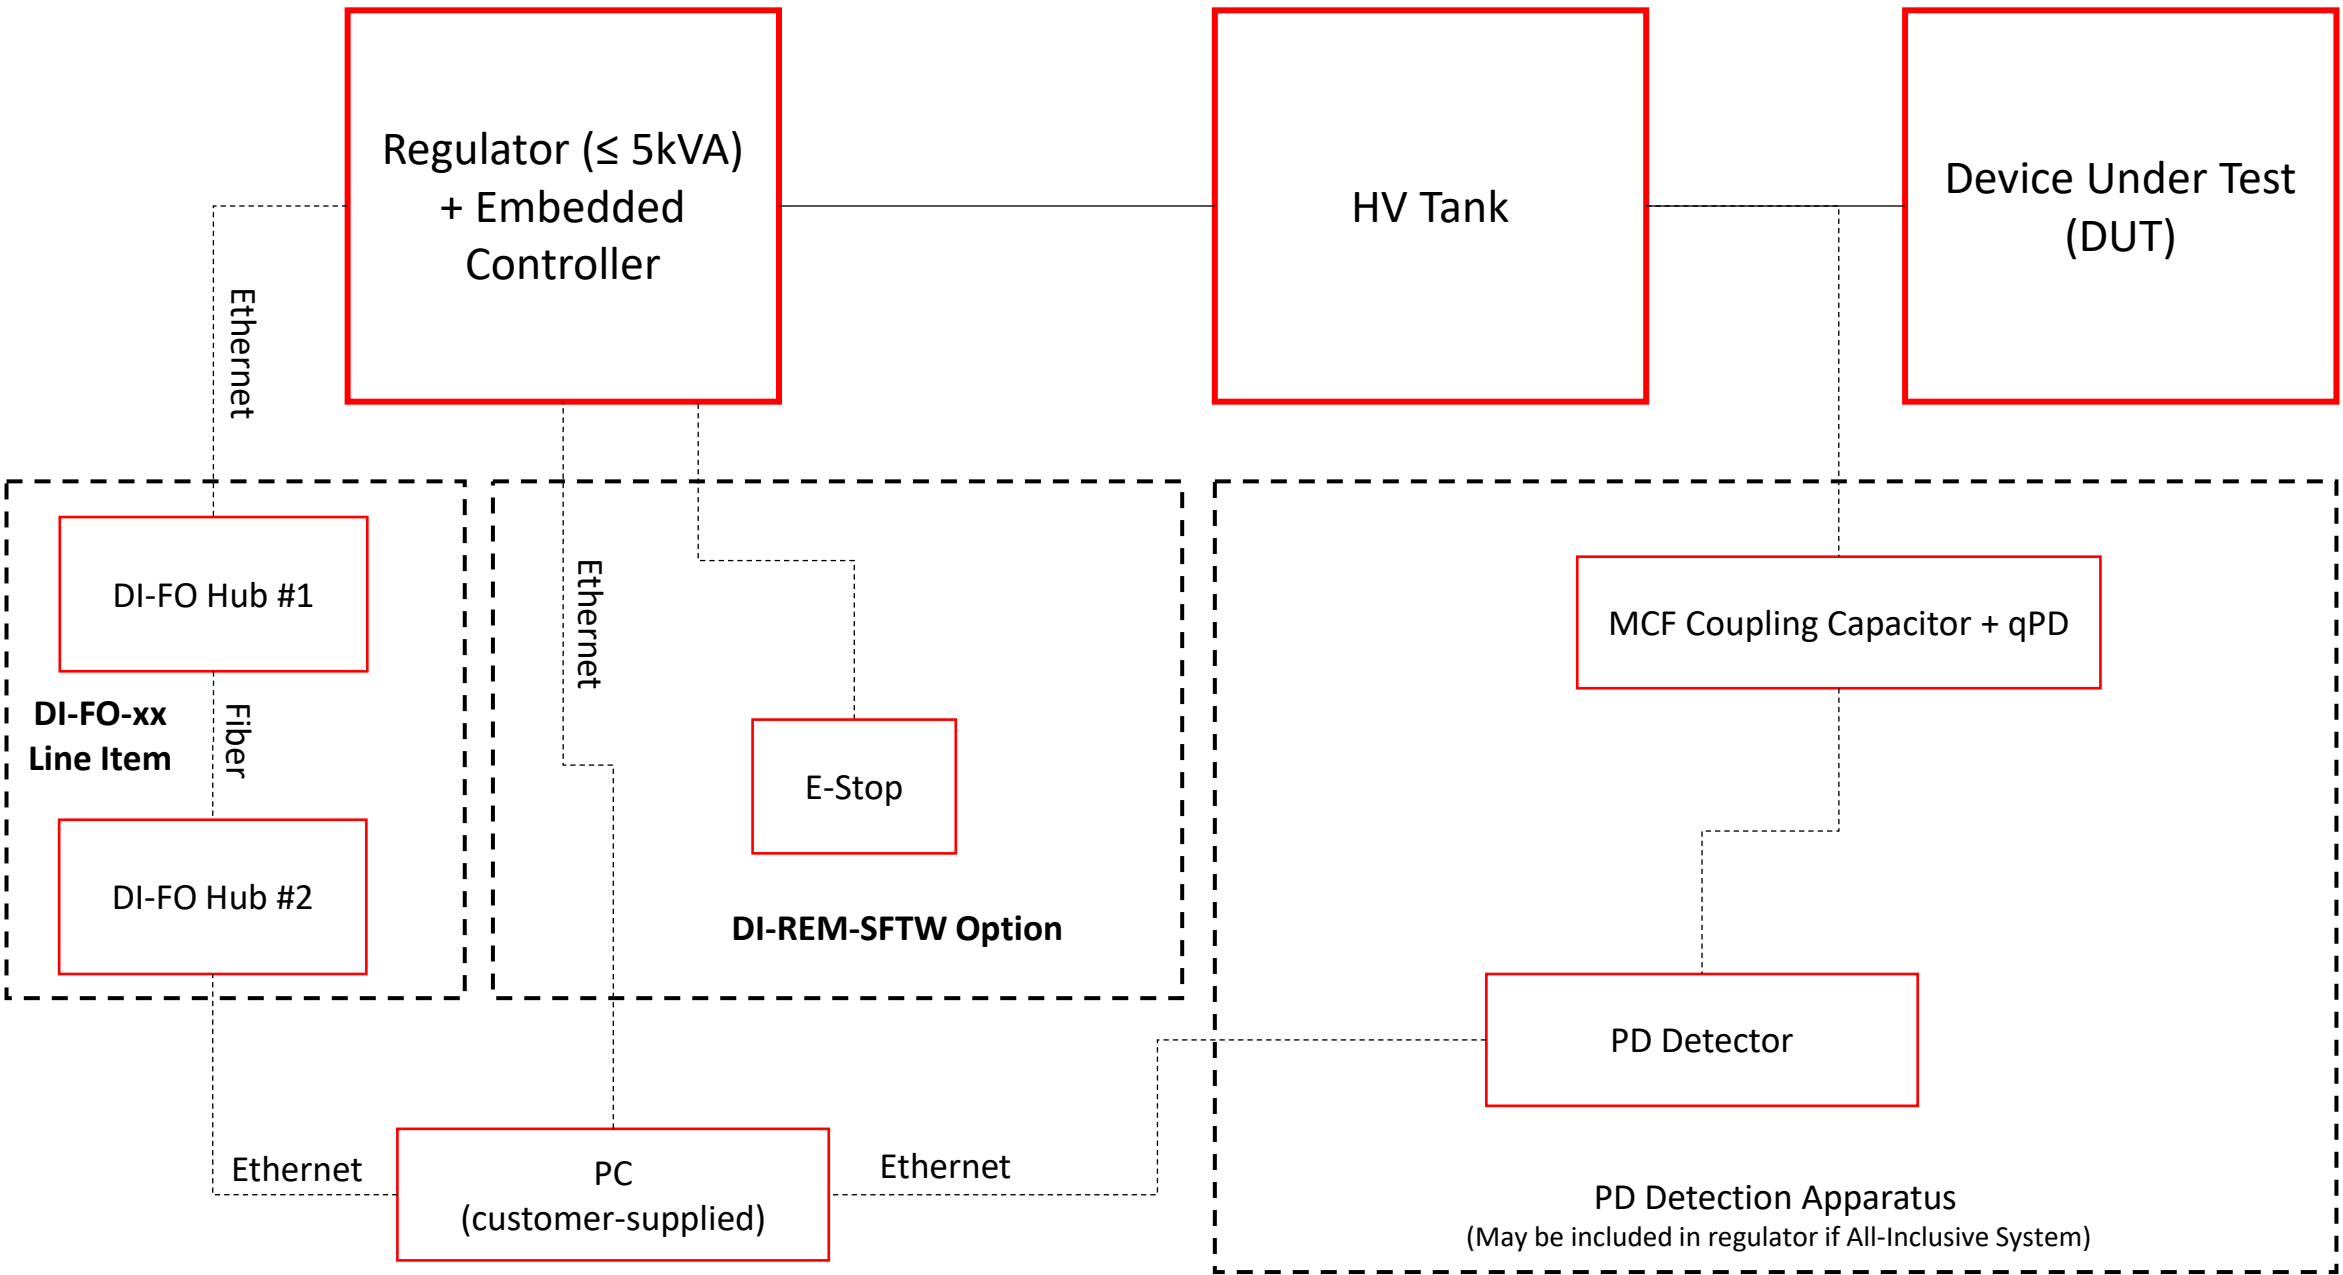 Regulator (≤ 5kVA)
+ Embedded
Controller
HV Tank
Device Under Test
(DUT)
Ethernet
DI-FO Hub #1
DI-FO-xx
Line Item
Fiber
DI-FO Hub #2
Ethernet
E-Stop
DI-REM-SFTW Option
MCF Coupling Capacitor + qPD
PD Detector
PD Detection Apparatus
(May be included in regulator if All-Inclusive System)
Ethernet
PC
(customer-supplied)
Ethernet